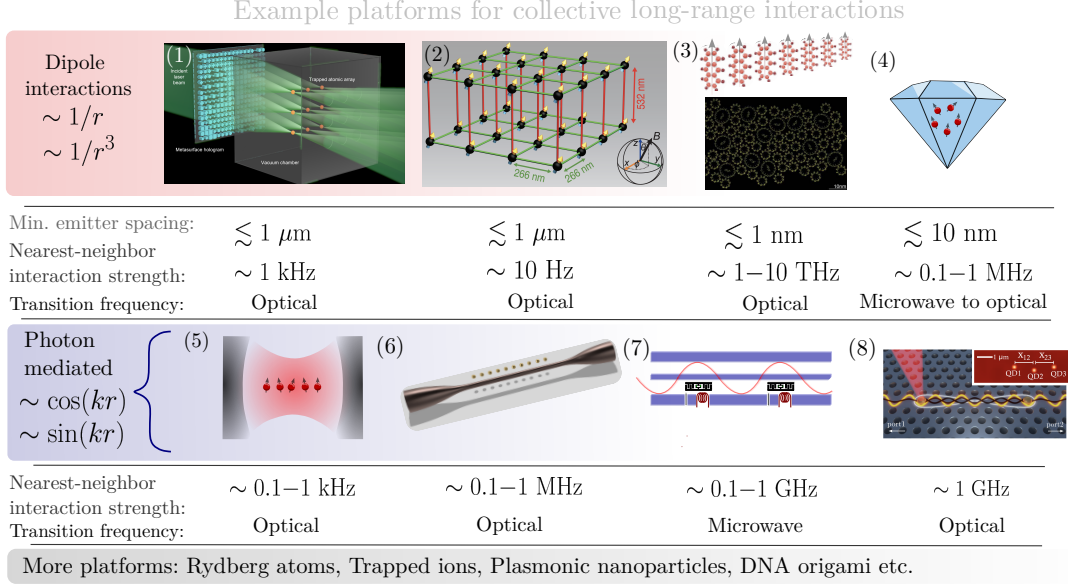 Example platforms for collective long-range interactions
Dipole
interactions
~ 1/r
~ 1/r³
(1)
Incident
laser
beam
Trapped atomic array
Metasurface hologram
Vacuum chamber
(2)
532 nm
266 nm
266 nm
z
B
θ
x
ϕ
y
(3)
10nm
(4)
Min. emitter spacing:
≲ 1 μm
≲ 1 μm
≲ 1 nm
≲ 10 nm
Nearest-neighbor
interaction strength:
~ 1 kHz
~ 10 Hz
~ 1−10 THz
~ 0.1−1 MHz
Transition frequency:
Optical
Optical
Optical
Microwave to optical
Photon
mediated
~ cos(kr)
~ sin(kr)
(5)
(6)
(7)
(8)
1 μm
X12
X23
QD1
QD2
QD3
port1
port2
Nearest-neighbor
interaction strength:
~ 0.1−1 kHz
~ 0.1−1 MHz
~ 0.1−1 GHz
~ 1 GHz
Transition frequency:
Optical
Optical
Microwave
Optical
More platforms: Rydberg atoms, Trapped ions, Plasmonic nanoparticles, DNA origami etc.